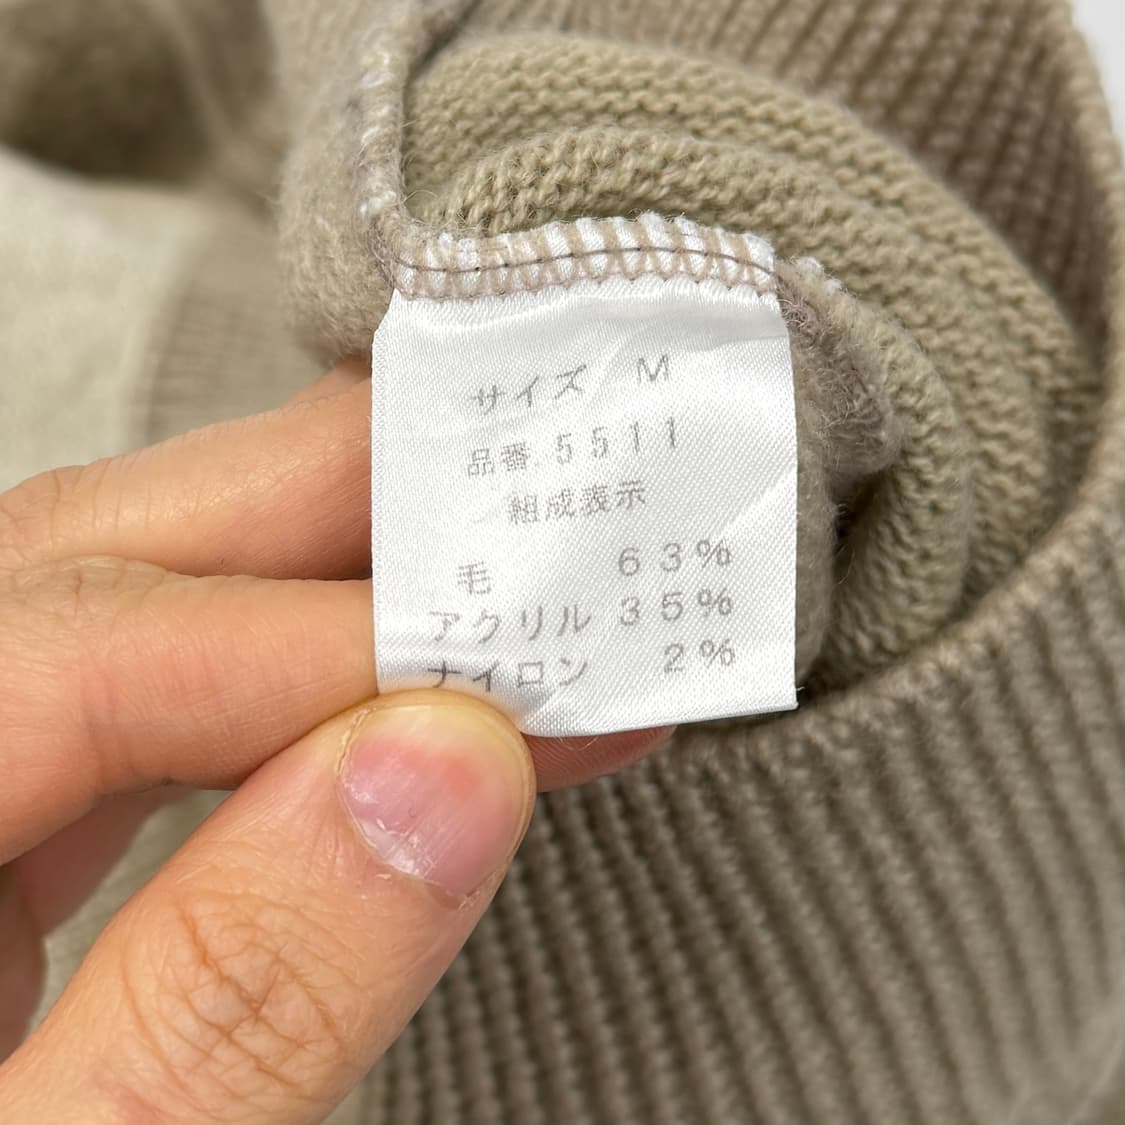 サイズ M
品番.5511
組成表示
毛 63%
アクリル 35%
ナイロン 2%